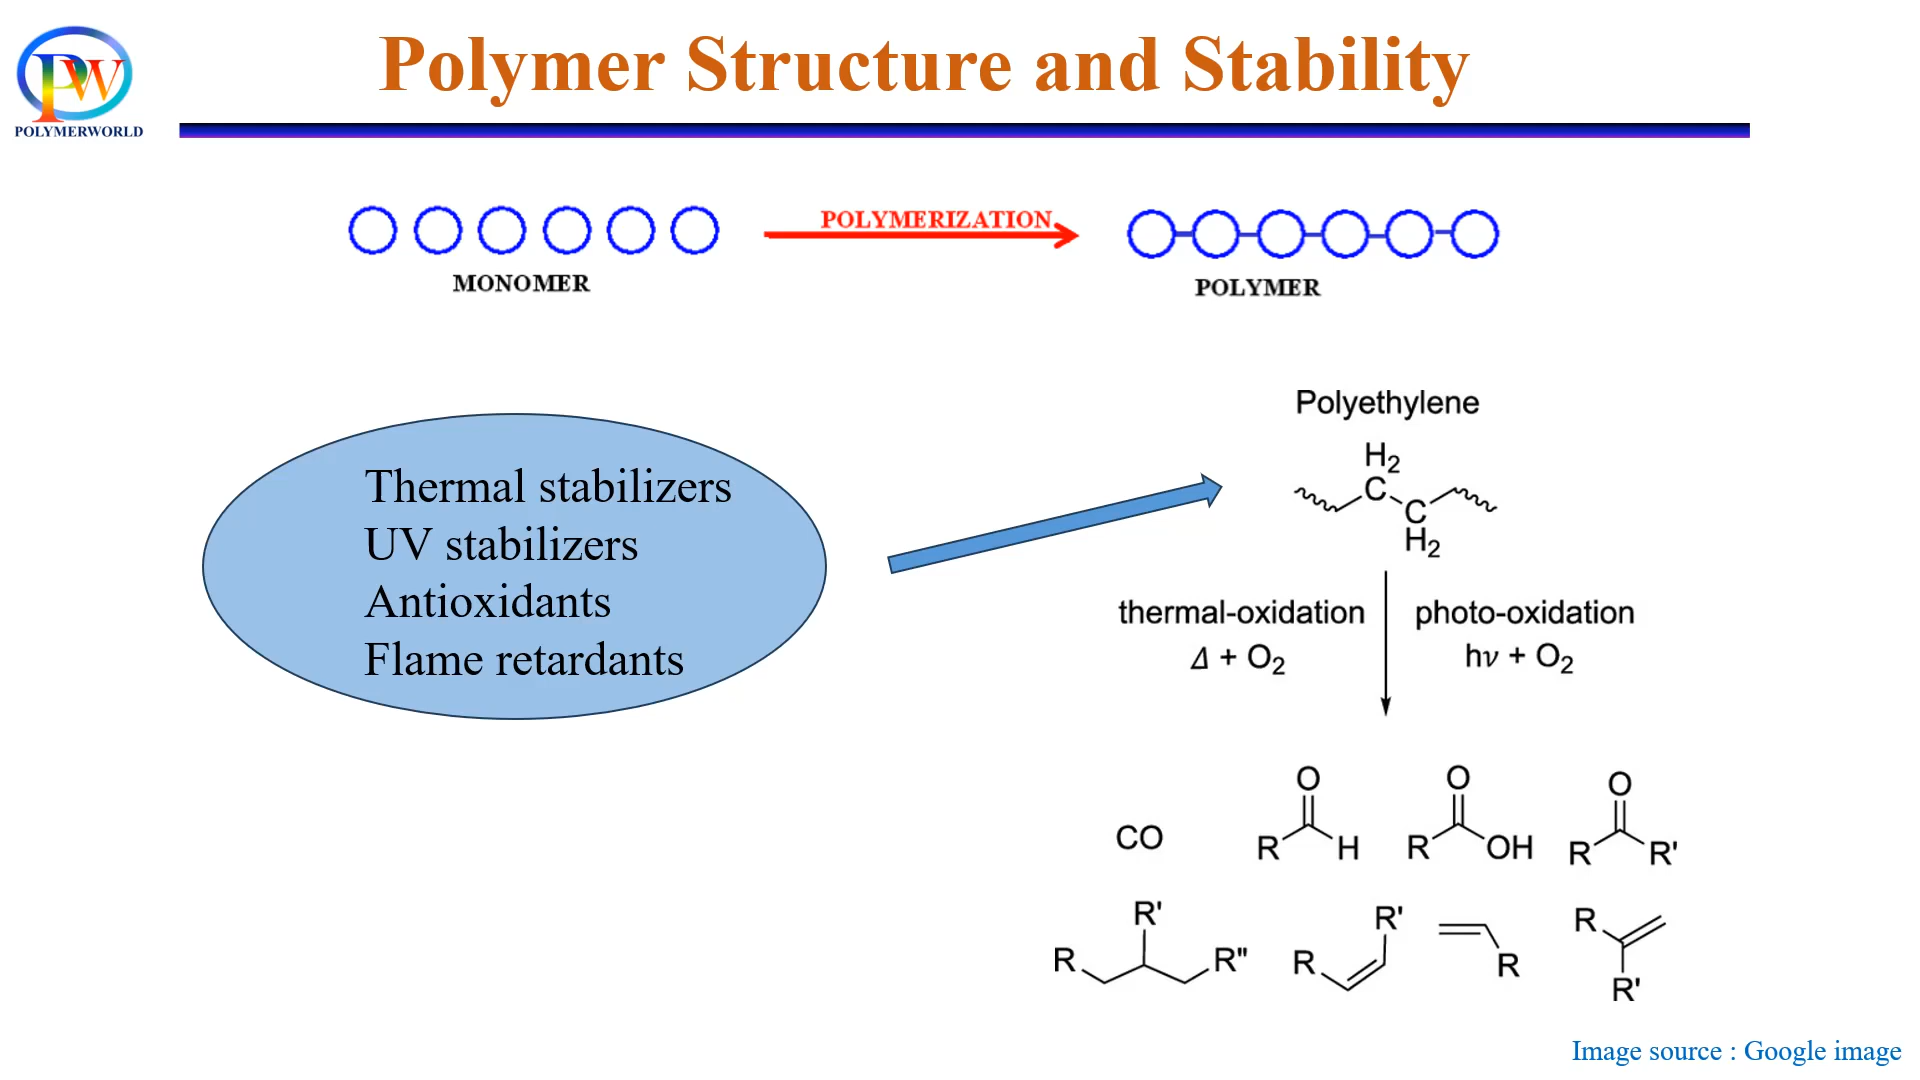 Polymer Structure and Stability
PW
POLYMERWORLD
POLYMERIZATION
MONOMER
POLYMER
Thermal stabilizers
UV stabilizers
Antioxidants
Flame retardants
Polyethylene
H₂
C
C
H₂
thermal-oxidation photo-oxidation
Δ + O₂ hν + O₂
O O O
CO R H R OH R R'
R' R' R
R R" R R R'
Image source : Google image